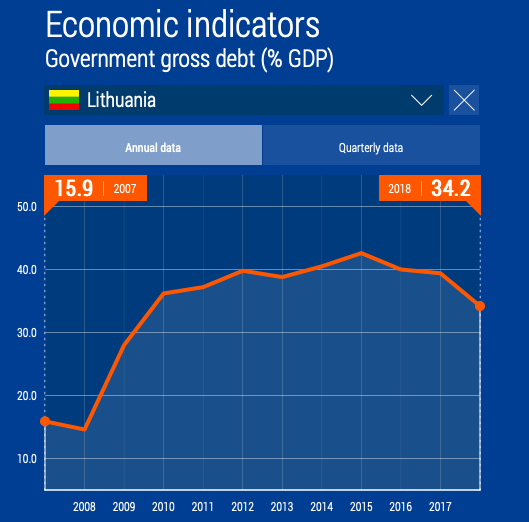 Economic indicators
Government gross debt (% GDP)
Lithuania
Annual data Quarterly data
15.9 2007 2018 34.2
50.0
40.0
30.0
20.0
10.0
2008 2009 2010 2011 2012 2013 2014 2015 2016 2017